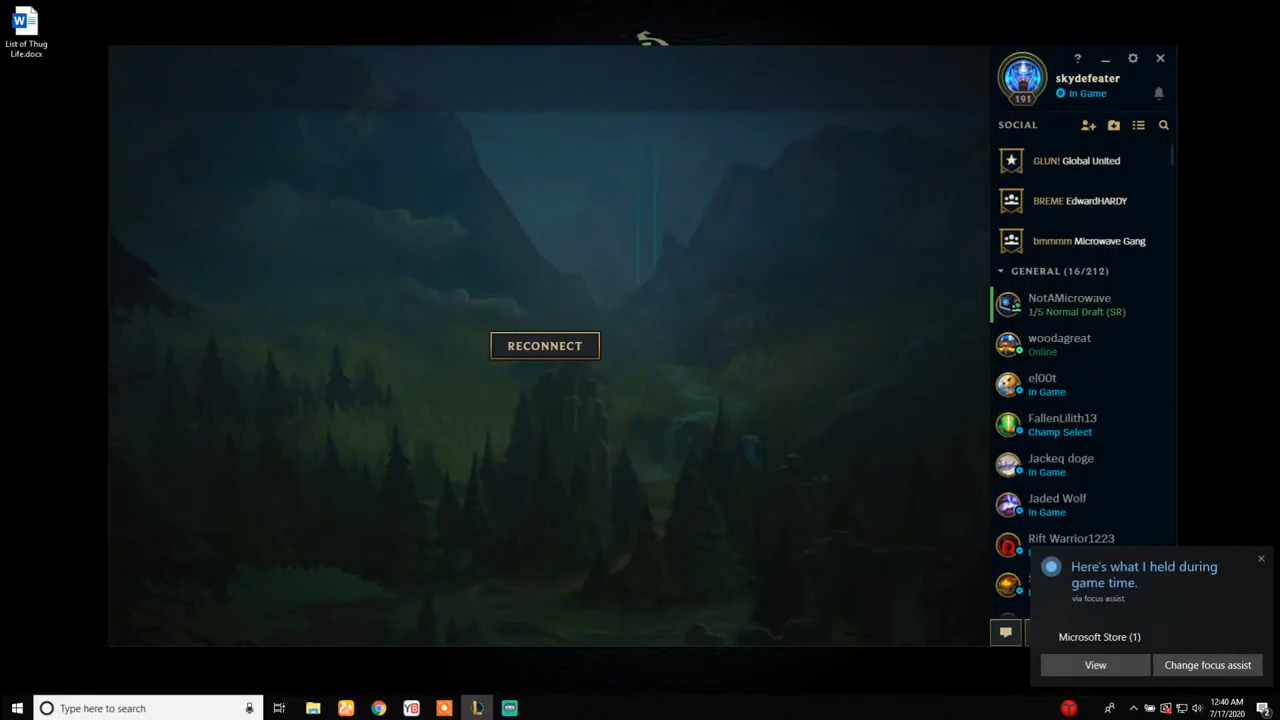 List of Thug
Life.docx
?
skydefeater
191
In Game
SOCIAL
GLUN! Global United
BREME EdwardHARDY
bmmmm Microwave Gang
GENERAL (16/212)
NotAMicrowave
1/5 Normal Draft (SR)
woodagreat
Online
el00t
In Game
FallenLilith13
Champ Select
Jackeq doge
In Game
Jaded Wolf
In Game
Rift Warrior1223
RECONNECT
Here's what I held during
game time.
via focus assist
Microsoft Store (1)
View
Change focus assist
Type here to search
YB
12:40 AM
7/17/2020
2